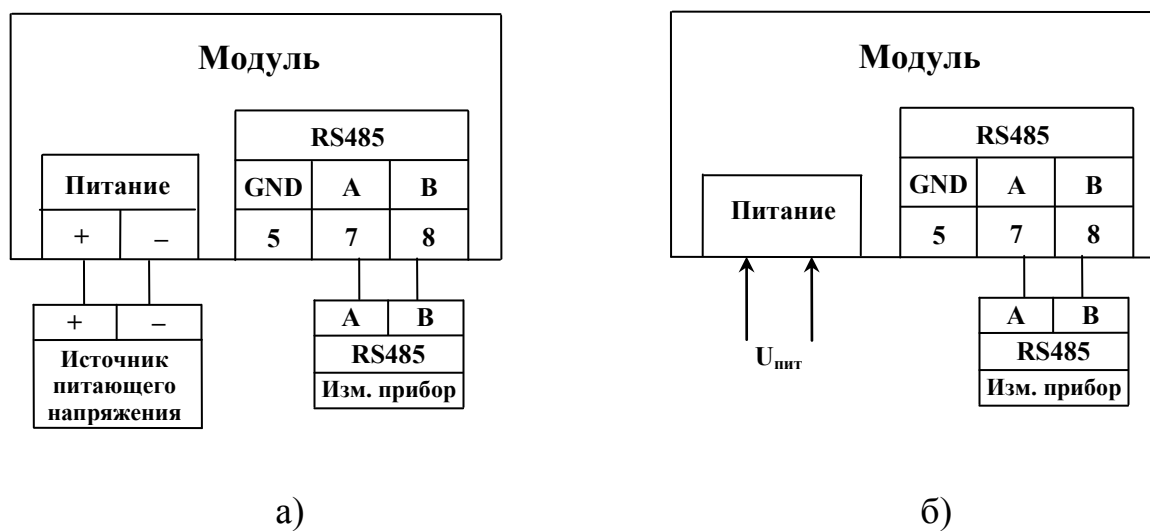 Модуль
RS485
Питание
GND A B
+ – 5 7 8
+ –
Источник
питающего
напряжения
A B
RS485
Изм. прибор
а)
Модуль
RS485
GND A B
Питание
5 7 8
Uпит
A B
RS485
Изм. прибор
б)